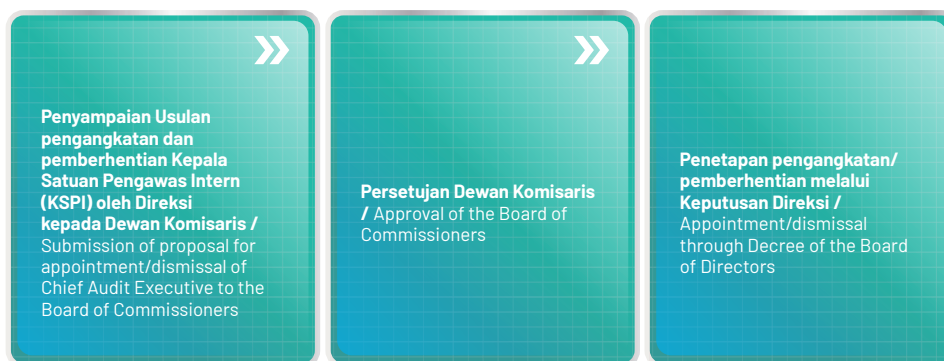 Penyampaian Usulan
pengangkatan dan
pemberhentian Kepala
Satuan Pengawas Intern
(KSPI) oleh Direksi
kepada Dewan Komisaris /
Submission of proposal for
appointment/dismissal of
Chief Audit Executive to the
Board of Commissioners
Persetujan Dewan Komisaris
/ Approval of the Board of
Commissioners
Penetapan pengangkatan/
pemberhentian melalui
Keputusan Direksi /
Appointment/dismissal
through Decree of the Board
of Directors